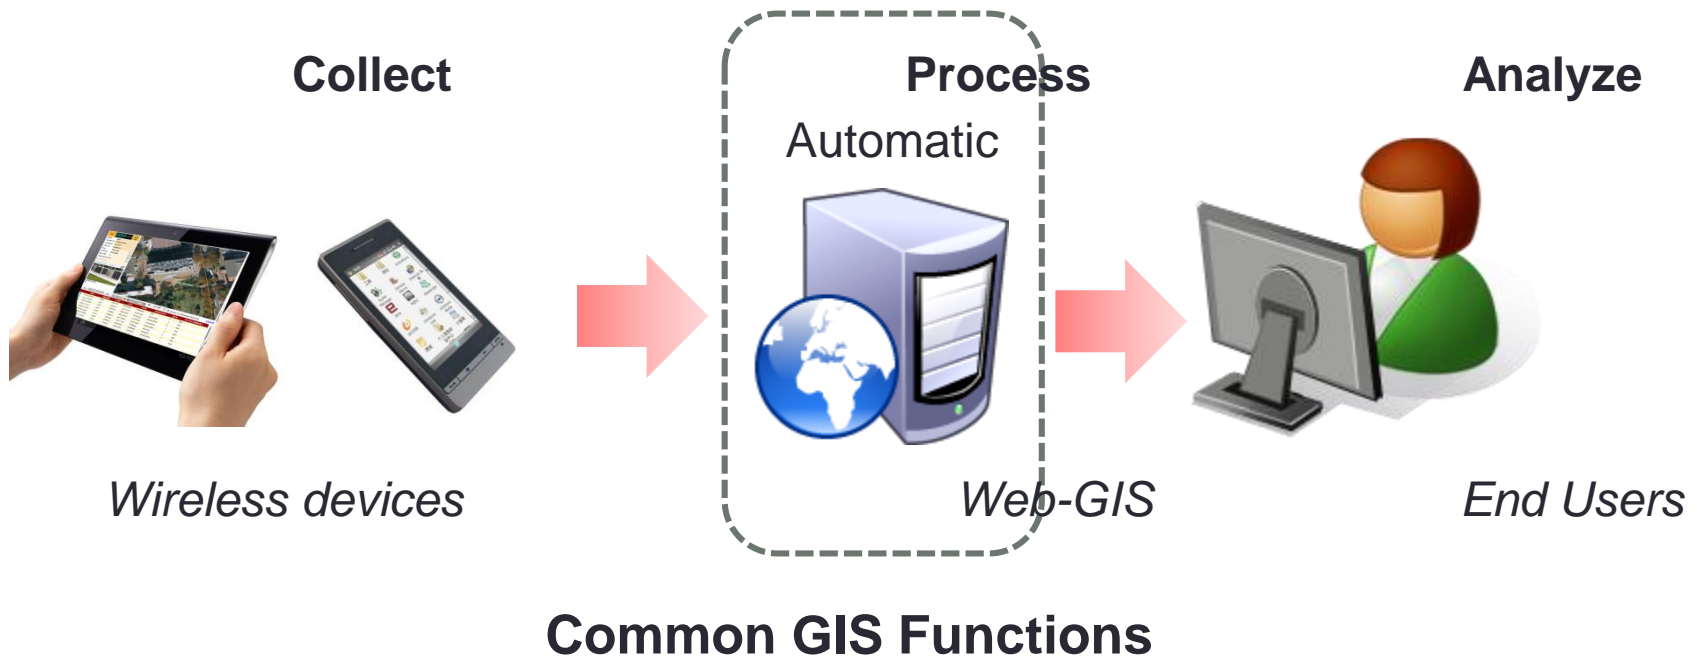 Collect
Process
Analyze
Automatic
Wireless devices
Web-GIS
End Users
Common GIS Functions